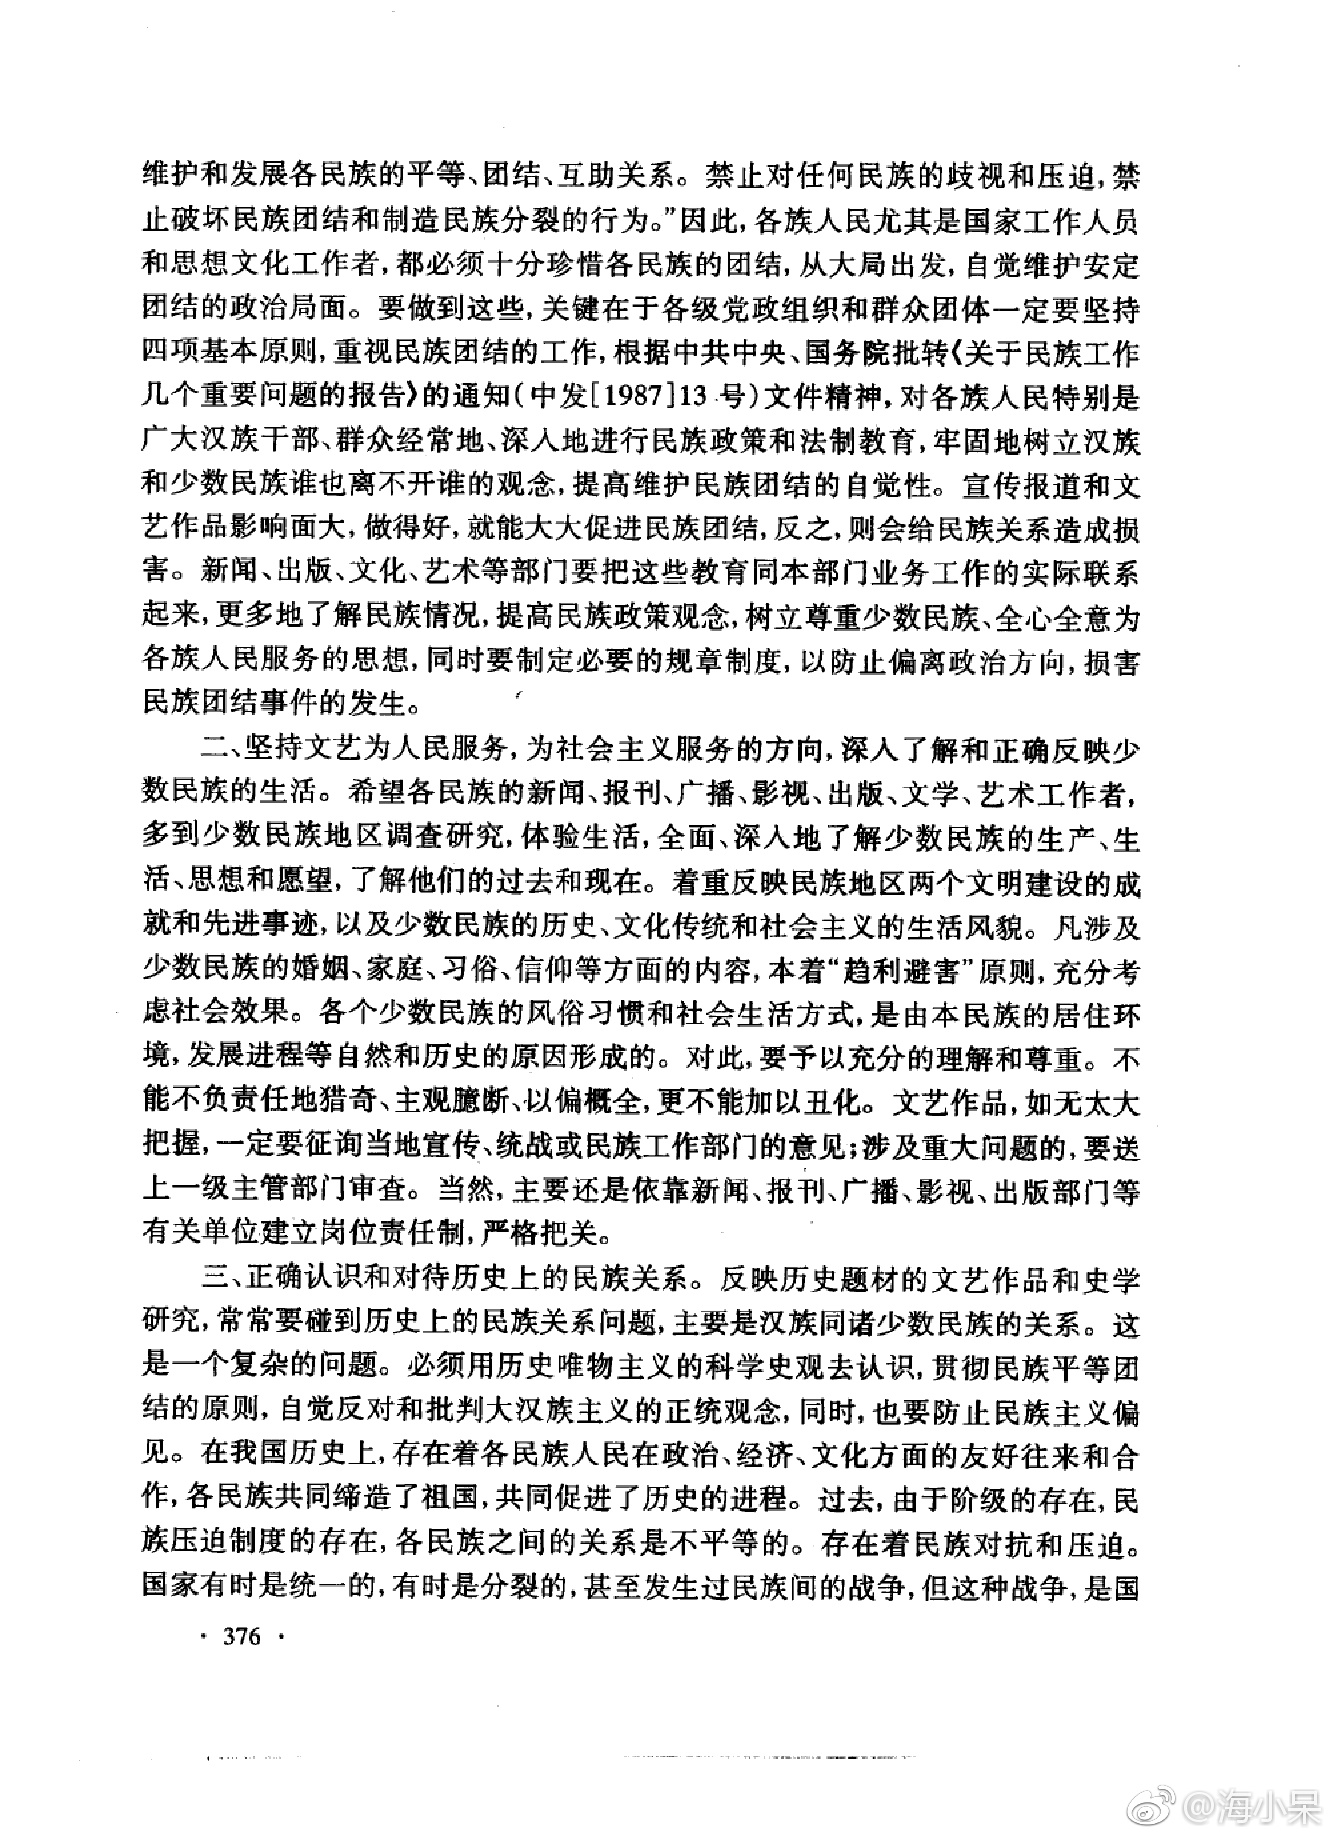 维护和发展各民族的平等、团结、互助关系。禁止对任何民族的歧视和压迫,禁
止破坏民族团结和制造民族分裂的行为。”因此,各族人民尤其是国家工作人员
和思想文化工作者,都必须十分珍惜各民族的团结,从大局出发,自觉维护安定
团结的政治局面。要做到这些,关键在于各级党政组织和群众团体一定要坚持
四项基本原则,重视民族团结的工作,根据中共中央、国务院批转《关于民族工作
几个重要问题的报告》的通知(中发[1987]13号)文件精神,对各族人民特别是
广大汉族干部、群众经常地、深入地进行民族政策和法制教育,牢固地树立汉族
和少数民族谁也离不开谁的观念,提高维护民族团结的自觉性。宣传报道和文
艺作品影响面大,做得好,就能大大促进民族团结,反之,则会给民族关系造成损
害。新闻、出版、文化、艺术等部门要把这些教育同本部门业务工作的实际联系
起来,更多地了解民族情况,提高民族政策观念,树立尊重少数民族、全心全意为
各族人民服务的思想,同时要制定必要的规章制度,以防止偏离政治方向,损害
民族团结事件的发生。
二、坚持文艺为人民服务,为社会主义服务的方向,深入了解和正确反映少
数民族的生活。希望各民族的新闻、报刊、广播、影视、出版、文学、艺术工作者,
多到少数民族地区调查研究,体验生活,全面、深入地了解少数民族的生产、生
活、思想和愿望,了解他们的过去和现在。着重反映民族地区两个文明建设的成
就和先进事迹,以及少数民族的历史、文化传统和社会主义的生活风貌。凡涉及
少数民族的婚姻、家庭、习俗、信仰等方面的内容,本着“趋利避害”原则,充分考
虑社会效果。各个少数民族的风俗习惯和社会生活方式,是由本民族的居住环
境,发展进程等自然和历史的原因形成的。对此,要予以充分的理解和尊重。不
能不负责任地猎奇、主观臆断、以偏概全,更不能加以丑化。文艺作品,如无太大
把握,一定要征询当地宣传、统战或民族工作部门的意见;涉及重大问题的,要送
上一级主管部门审查。当然,主要还是依靠新闻、报刊、广播、影视、出版部门等
有关单位建立岗位责任制,严格把关。
三、正确认识和对待历史上的民族关系。反映历史题材的文艺作品和史学
研究,常常要碰到历史上的民族关系问题,主要是汉族同诸少数民族的关系。这
是一个复杂的问题。必须用历史唯物主义的科学史观去认识,贯彻民族平等团
结的原则,自觉反对和批判大汉族主义的正统观念,同时,也要防止民族主义偏
见。在我国历史上,存在着各民族人民在政治、经济、文化方面的友好往来和合
作,各民族共同缔造了祖国,共同促进了历史的进程。过去,由于阶级的存在,民
族压迫制度的存在,各民族之间的关系是不平等的。存在着民族对抗和压迫。
国家有时是统一的,有时是分裂的,甚至发生过民族间的战争,但这种战争,是国
· 376 ·
@海小呆